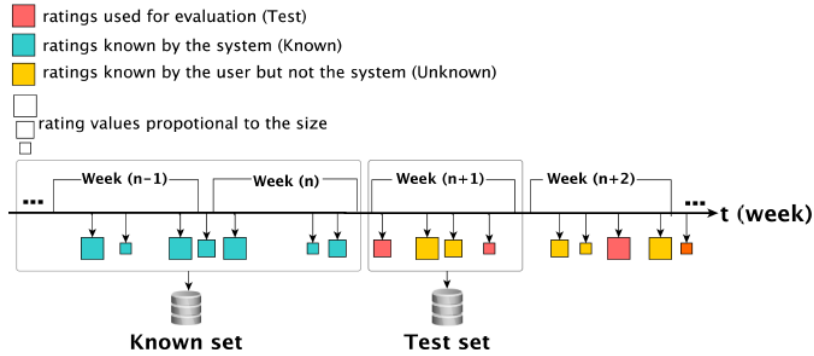 ratings used for evaluation (Test)
ratings known by the system (Known)
ratings known by the user but not the system (Unknown)
rating values propotional to the size
... Week (n-1) Week (n) Week (n+1) Week (n+2) ...
t (week)
Known set Test set